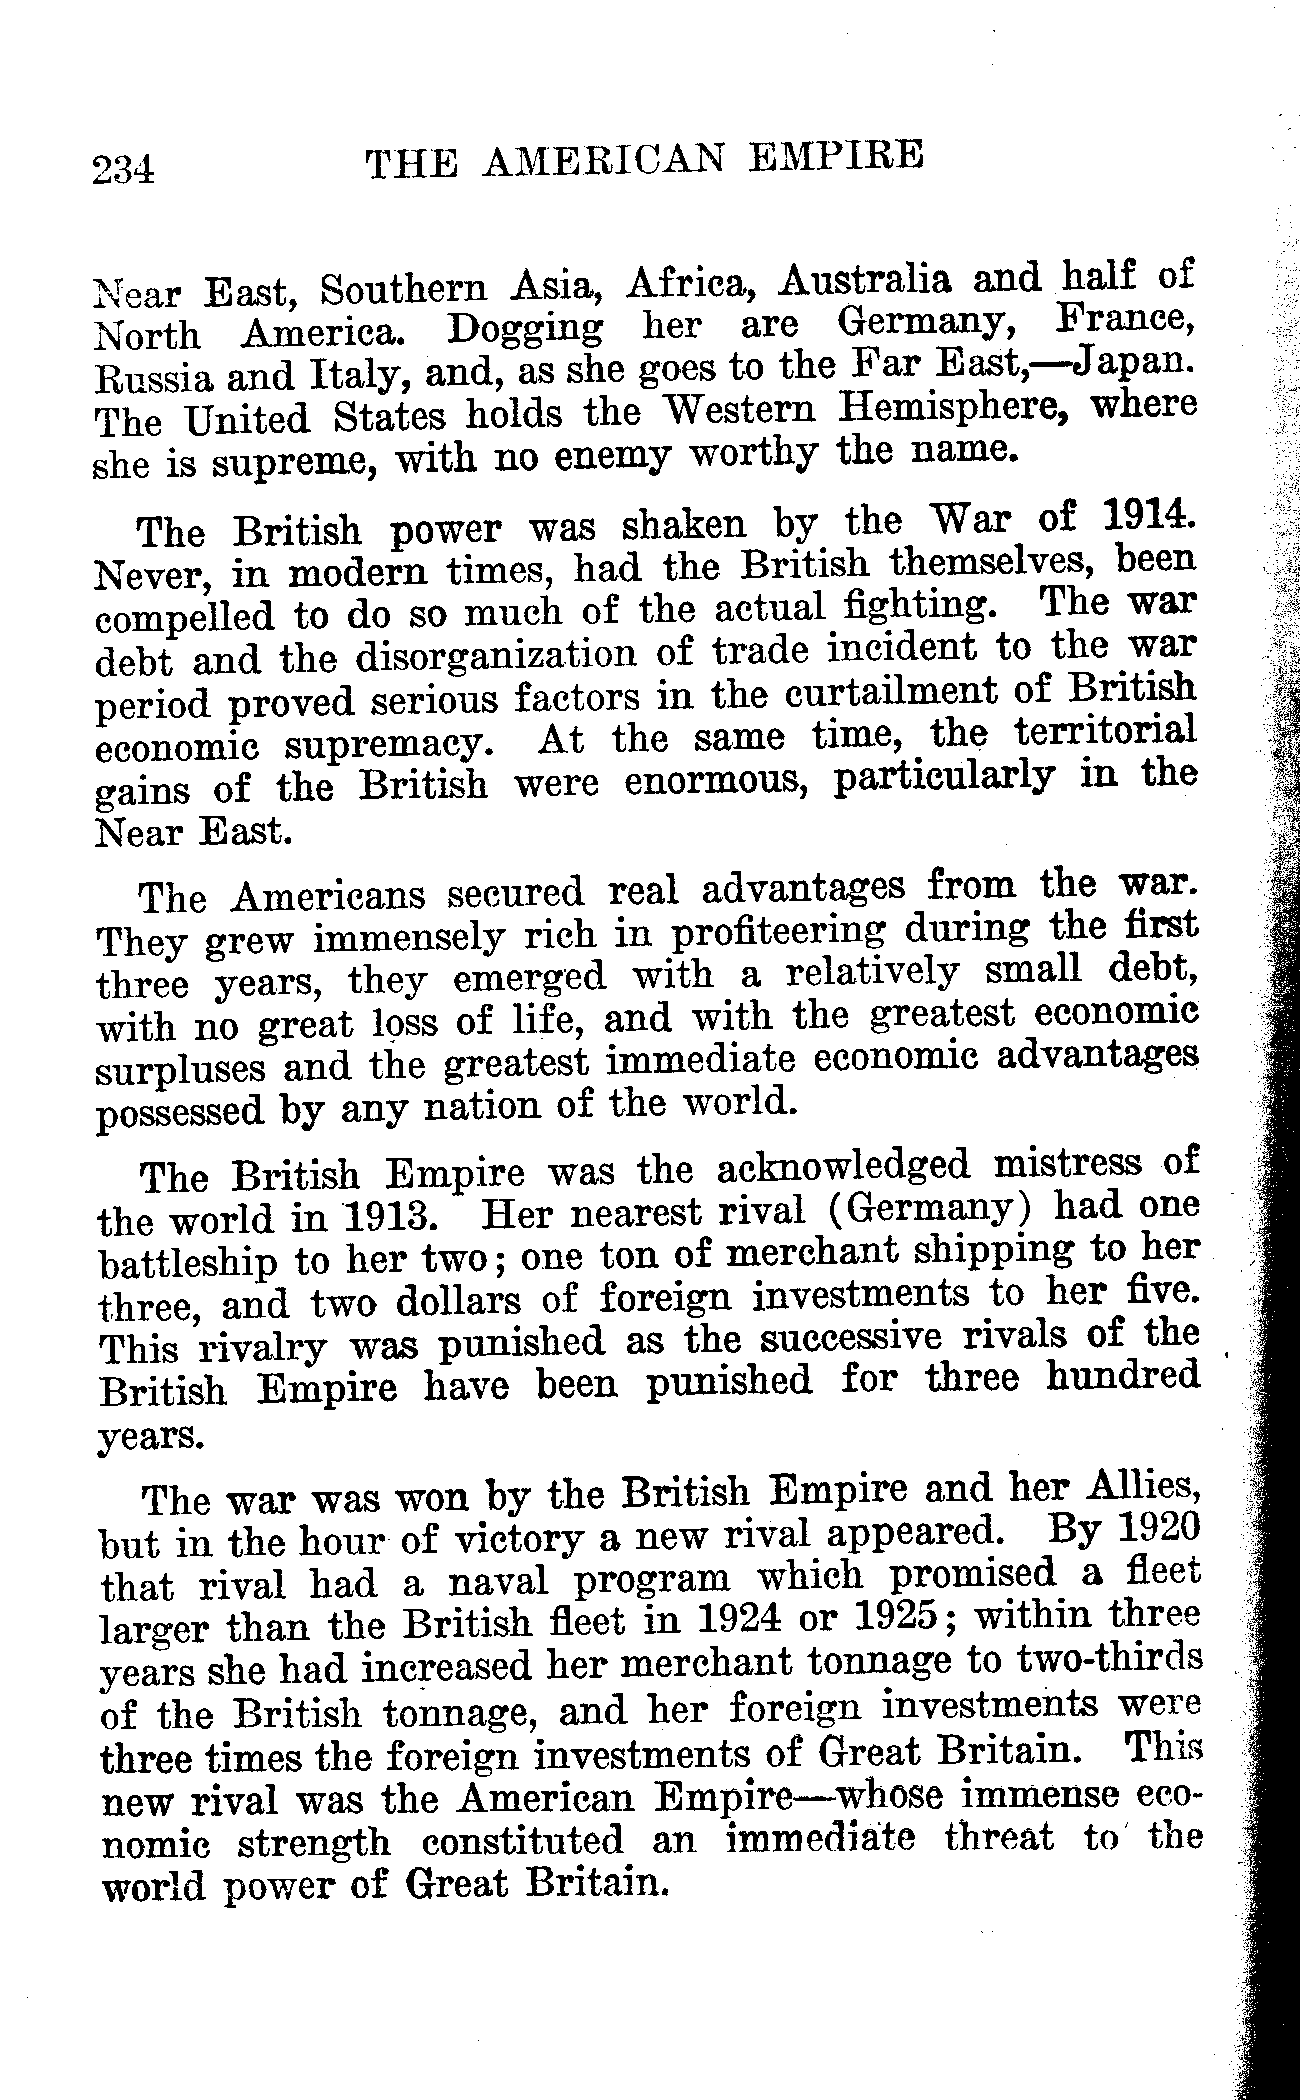 234 THE AMERICAN EMPIRE
Near East, Southern Asia, Africa, Australia and half of
North America. Dogging her are Germany, France,
Russia and Italy, and, as she goes to the Far East,—Japan.
The United States holds the Western Hemisphere, where
she is supreme, with no enemy worthy the name.
The British power was shaken by the War of 1914.
Never, in modern times, had the British themselves, been
compelled to do so much of the actual fighting. The war
debt and the disorganization of trade incident to the war
period proved serious factors in the curtailment of British
economic supremacy. At the same time, the territorial
gains of the British were enormous, particularly in the
Near East.
The Americans secured real advantages from the war.
They grew immensely rich in profiteering during the first
three years, they emerged with a relatively small debt,
with no great loss of life, and with the greatest economic
surpluses and the greatest immediate economic advantages
possessed by any nation of the world.
The British Empire was the acknowledged mistress of
the world in 1913. Her nearest rival (Germany) had one
battleship to her two; one ton of merchant shipping to her
three, and two dollars of foreign investments to her five.
This rivalry was punished as the successive rivals of the
British Empire have been punished for three hundred
years.
The war was won by the British Empire and her Allies,
but in the hour of victory a new rival appeared. By 1920
that rival had a naval program which promised a fleet
larger than the British fleet in 1924 or 1925; within three
years she had increased her merchant tonnage to two-thirds
of the British tonnage, and her foreign investments were
three times the foreign investments of Great Britain. This
new rival was the American Empire—whose immense eco-
nomic strength constituted an immediate threat to the
world power of Great Britain.